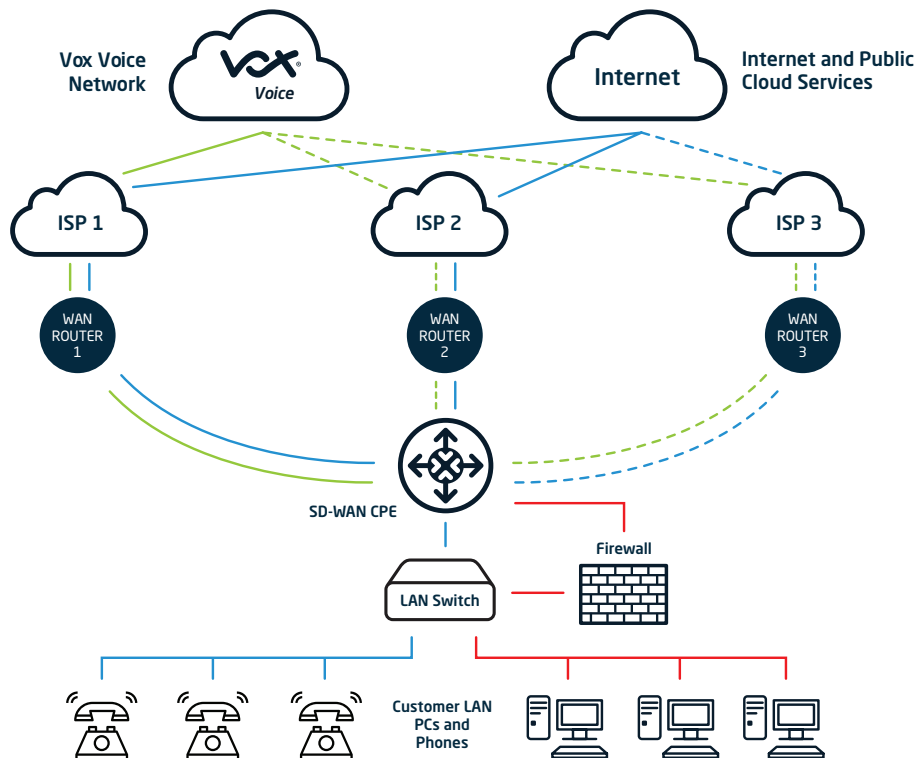 Vox Voice
Network
VOX®
Voice
Internet
Internet and Public
Cloud Services
ISP 1
ISP 2
ISP 3
WAN
ROUTER
1
WAN
ROUTER
2
WAN
ROUTER
3
SD-WAN CPE
Firewall
LAN Switch
Customer LAN
PCs and
Phones